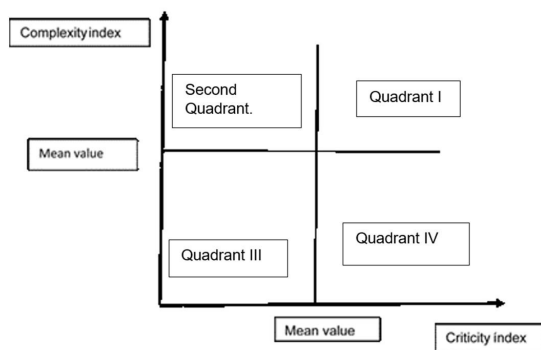 Complexity index
Second
Quadrant.
Quadrant I
Mean value
Quadrant III
Quadrant IV
Mean value
Criticity index